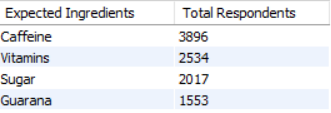 Expected Ingredients Total Respondents
Caffeine 3896
Vitamins 2534
Sugar 2017
Guarana 1553